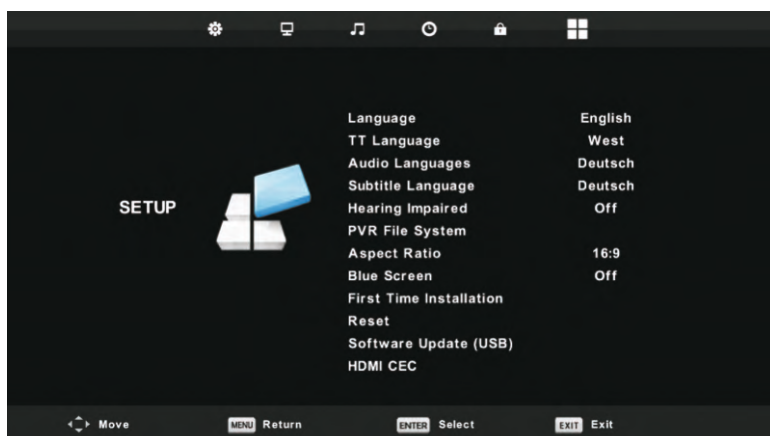 Language English
TT Language West
Audio Languages Deutsch
Subtitle Language Deutsch
SETUP
Hearing Impaired Off
PVR File System
Aspect Ratio 16:9
Blue Screen Off
First Time Installation
Reset
Software Update (USB)
HDMI CEC
Move MENU Return ENTER Select EXIT Exit